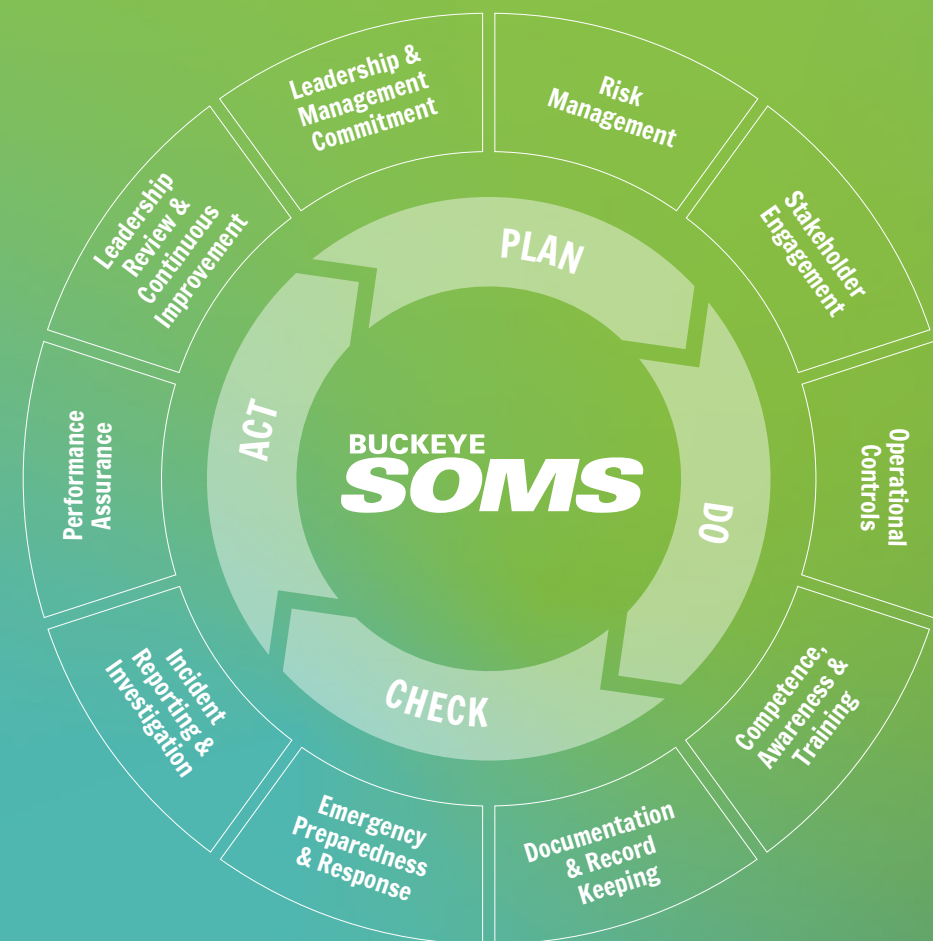 Leadership &
Management
Commitment
Risk
Management
Stakeholder
Engagement
Operational
Controls
Competence,
Awareness &
Training
Documentation
& Record
Keeping
Emergency
Preparedness
& Response
Incident
Reporting &
Investigation
Performance
Assurance
Leadership
Review &
Continuous
Improvement
PLAN
DO
CHECK
ACT
BUCKEYE
SOMS